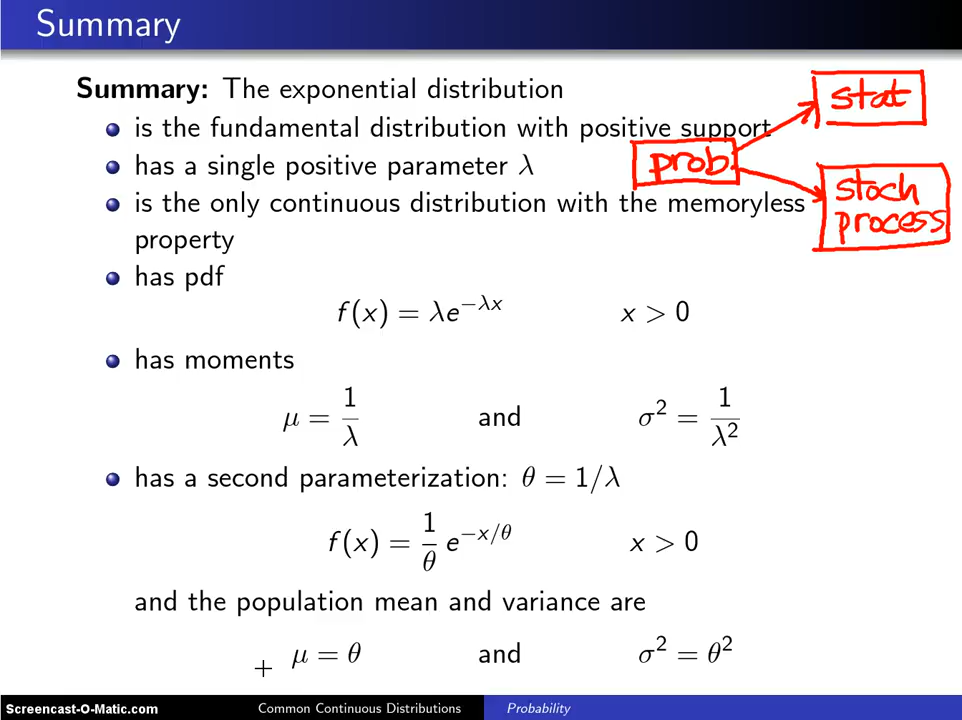 Summary
Summary: The exponential distribution
is the fundamental distribution with positive support
has a single positive parameter λ
is the only continuous distribution with the memoryless
property
has pdf
f(x) = λe^{−λx} x > 0
has moments
μ = 1/λ and σ² = 1/λ²
has a second parameterization: θ = 1/λ
f(x) = 1/θ e^{−x/θ} x > 0
and the population mean and variance are
μ = θ and σ² = θ²
prob.
stat
stoch
process
Screencast-O-Matic.com Common Continuous Distributions Probability